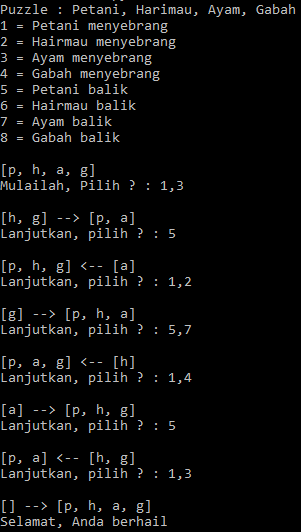 Puzzle : Petani, Harimau, Ayam, Gabah
1 = Petani menyebrang
2 = Hairmau menyebrang
3 = Ayam menyebrang
4 = Gabah menyebrang
5 = Petani balik
6 = Hairmau balik
7 = Ayam balik
8 = Gabah balik
[p, h, a, g]
Mulailah, Pilih ? : 1,3
[h, g] --> [p, a]
Lanjutkan, pilih ? : 5
[p, h, g] <-- [a]
Lanjutkan, pilih ? : 1,2
[g] --> [p, h, a]
Lanjutkan, pilih ? : 5,7
[p, a, g] <-- [h]
Lanjutkan, pilih ? : 1,4
[a] --> [p, h, g]
Lanjutkan, pilih ? : 5
[p, a] <-- [h, g]
Lanjutkan, pilih ? : 1,3
[] --> [p, h, a, g]
Selamat, Anda berhail